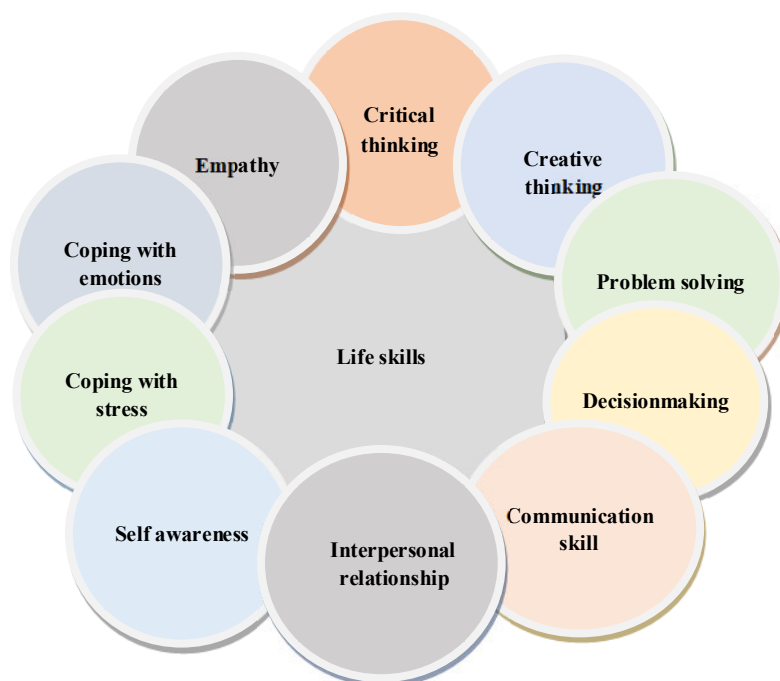 Critical
thinking
Creative
thinking
Empathy
Coping with
emotions
Problem solving
Life skills
Coping with
stress
Decisionmaking
Self awareness
Communication
skill
Interpersonal
relationship